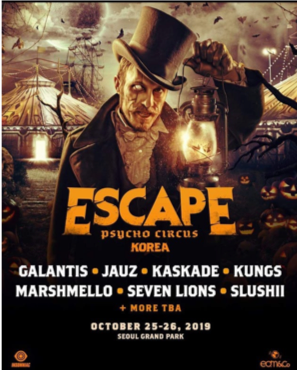 ESCAPE
PSYCHO CIRCUS
KOREA
GALANTIS • JAUZ • KASKADE • KUNGS
MARSHMELLO • SEVEN LIONS • SLUSHII
+ MORE TBA
OCTOBER 25-26, 2019
SEOUL GRAND PARK